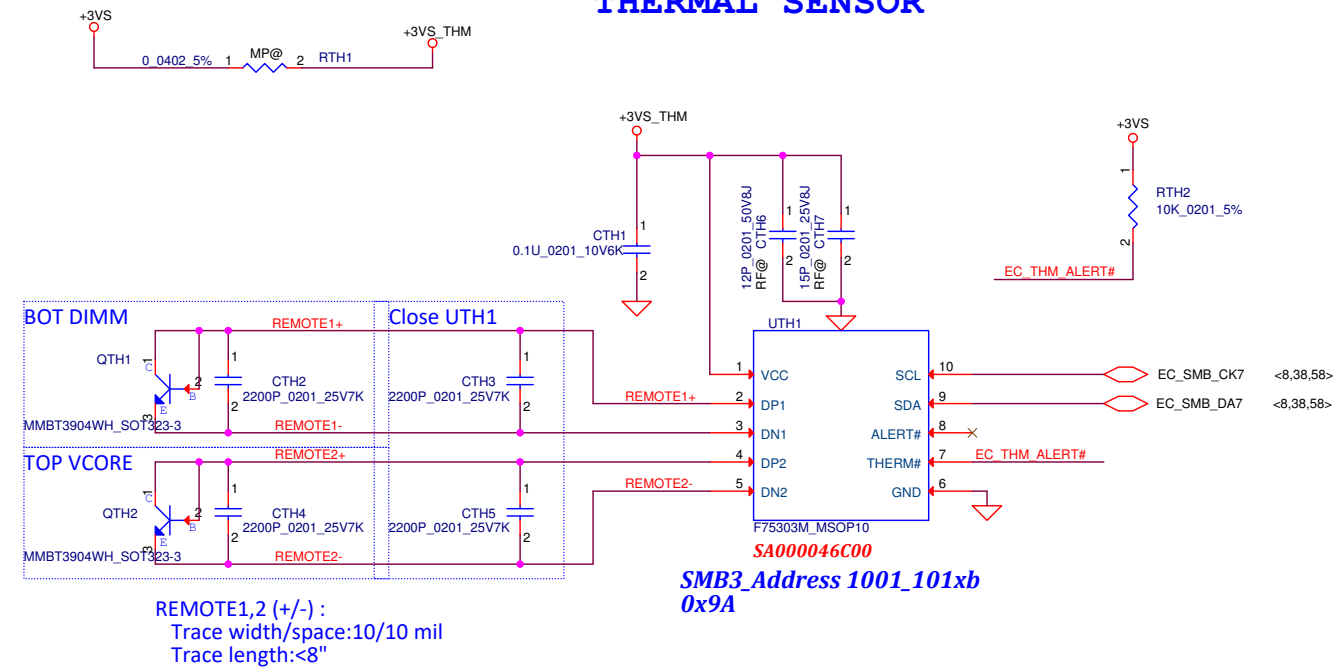 THERMAL SENSOR
+3VS
+3VS_THM
0_0402_5% 1 MP@ 2 RTH1
+3VS_THM
+3VS
1
RTH2
10K_0201_5%
2
EC_THM_ALERT#
CTH1
0.1U_0201_10V6K
1
2
12P_0201_50V8J
RF@ CTH6
1
2
15P_0201_25V8J
RF@ CTH7
1
2
BOT DIMM
REMOTE1+
Close UTH1
QTH1
1
C
2
B
E
3
MMBT3904WH_SOT323-3
1
CTH2
2200P_0201_25V7K
2
REMOTE1-
1
CTH3
2200P_0201_25V7K
2
REMOTE1+
TOP VCORE
REMOTE2+
QTH2
1
C
2
B
E
3
MMBT3904WH_SOT323-3
1
CTH4
2200P_0201_25V7K
2
REMOTE2-
1
CTH5
2200P_0201_25V7K
2
REMOTE2-
UTH1
1 VCC
2 DP1
3 DN1
4 DP2
5 DN2
SCL 10
SDA 9
ALERT# 8
THERM# 7
GND 6
EC_SMB_CK7 <8,38,58>
EC_SMB_DA7 <8,38,58>
EC_THM_ALERT#
F75303M_MSOP10
SA000046C00
SMB3_Address 1001_101xb
0x9A
REMOTE1,2 (+/-) :
Trace width/space:10/10 mil
Trace length:<8"